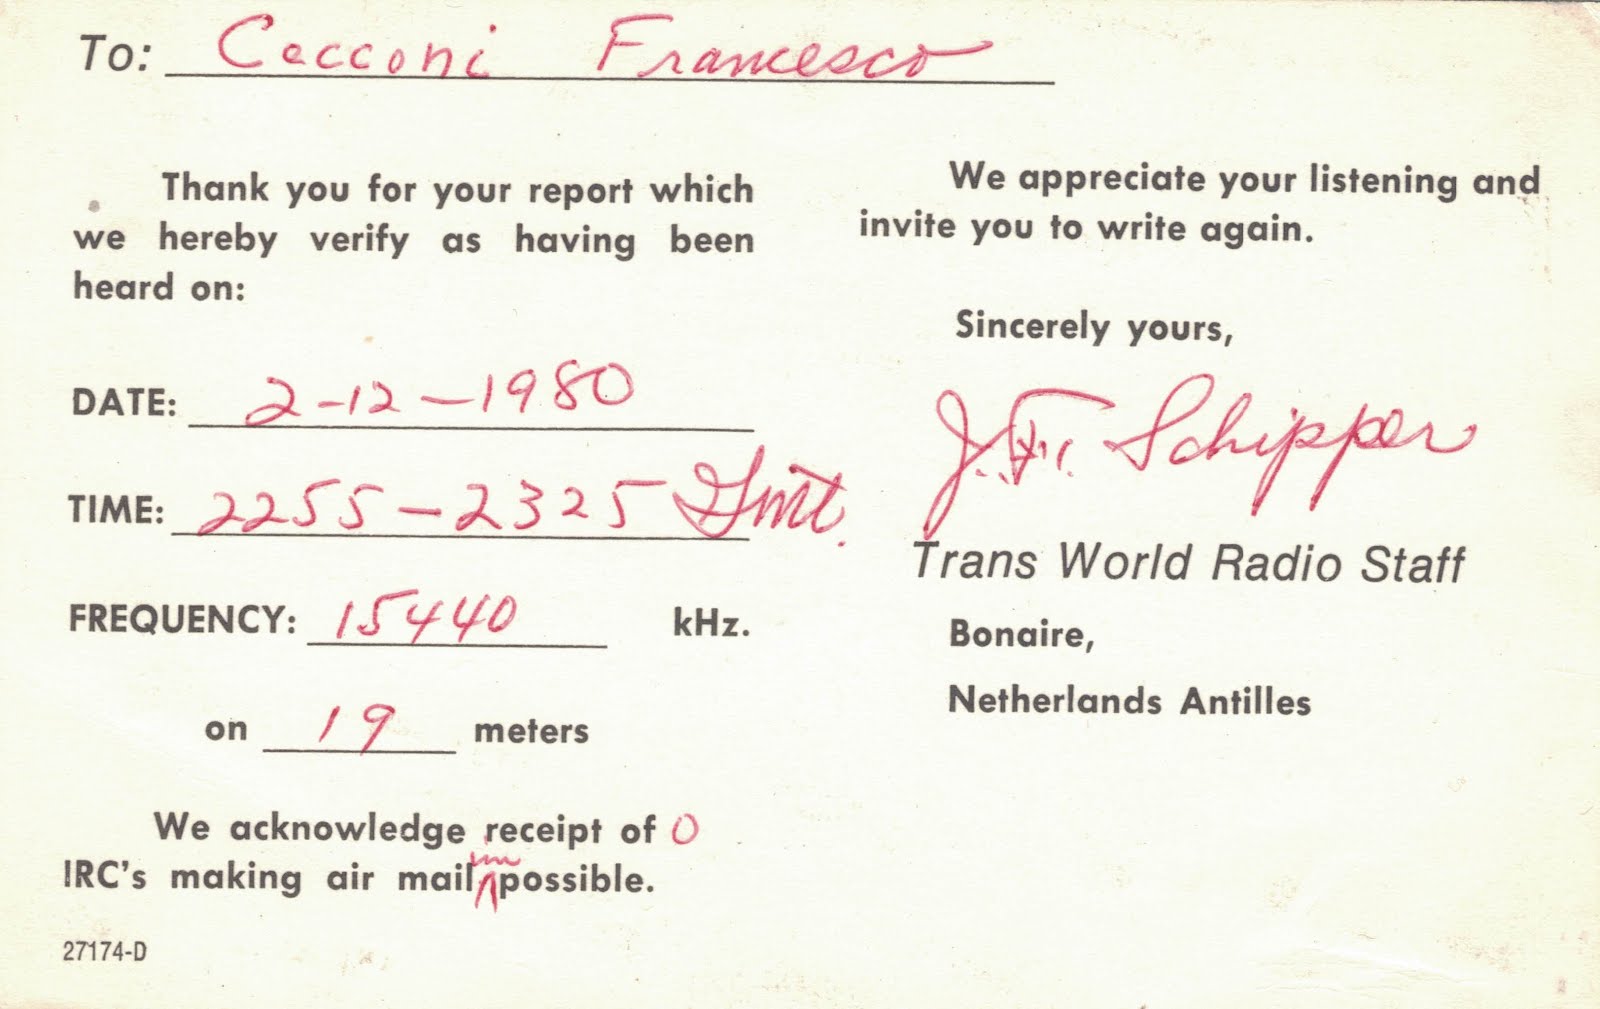 To: Cecconi Francesco
Thank you for your report which
we hereby verify as having been
heard on:
DATE: 2-12-1980
TIME: 2255-2325 Gmt.
FREQUENCY: 15440 kHz.
on 19 meters
We acknowledge receipt of 0
IRC's making air mail impossible.
27174-D
We appreciate your listening and
invite you to write again.
Sincerely yours,
J. Fr. Schipper
Trans World Radio Staff
Bonaire,
Netherlands Antilles